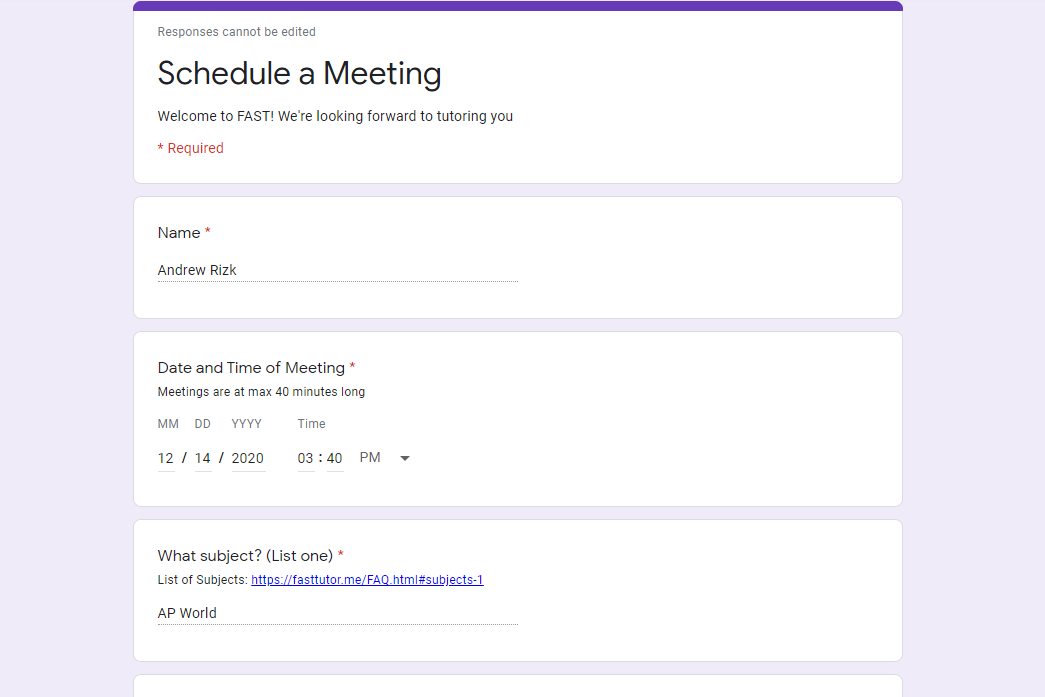 Responses cannot be edited
Schedule a Meeting
Welcome to FAST! We're looking forward to tutoring you
* Required
Name *
Andrew Rizk
Date and Time of Meeting *
Meetings are at max 40 minutes long
MM DD YYYY Time
12 / 14 / 2020 03 : 40 PM
What subject? (List one) *
List of Subjects: https://fasttutor.me/FAQ.html#subjects-1
AP World